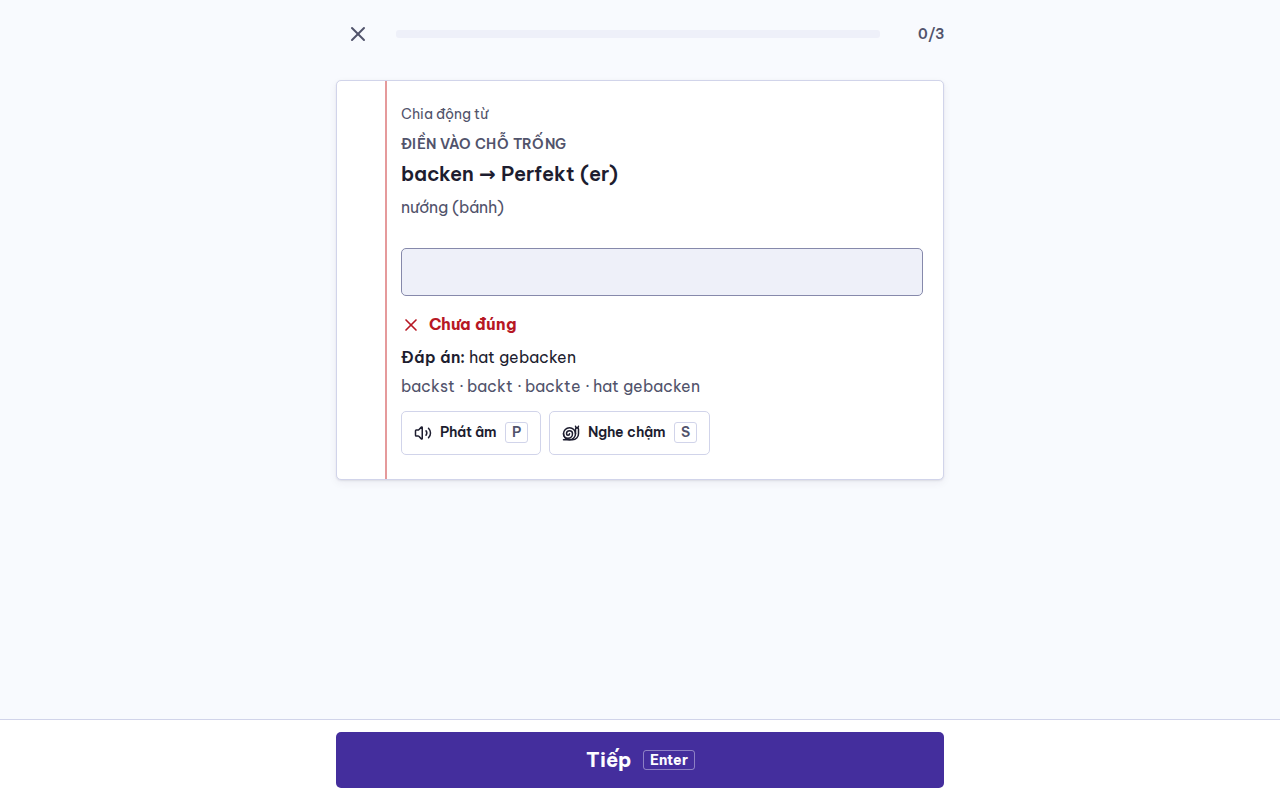 0/3
Chia động từ
ĐIỀN VÀO CHỖ TRỐNG
backen → Perfekt (er)
nướng (bánh)
Chưa đúng
Đáp án: hat gebacken
backst · backt · backte · hat gebacken
Phát âm P Nghe chậm S
Tiếp Enter